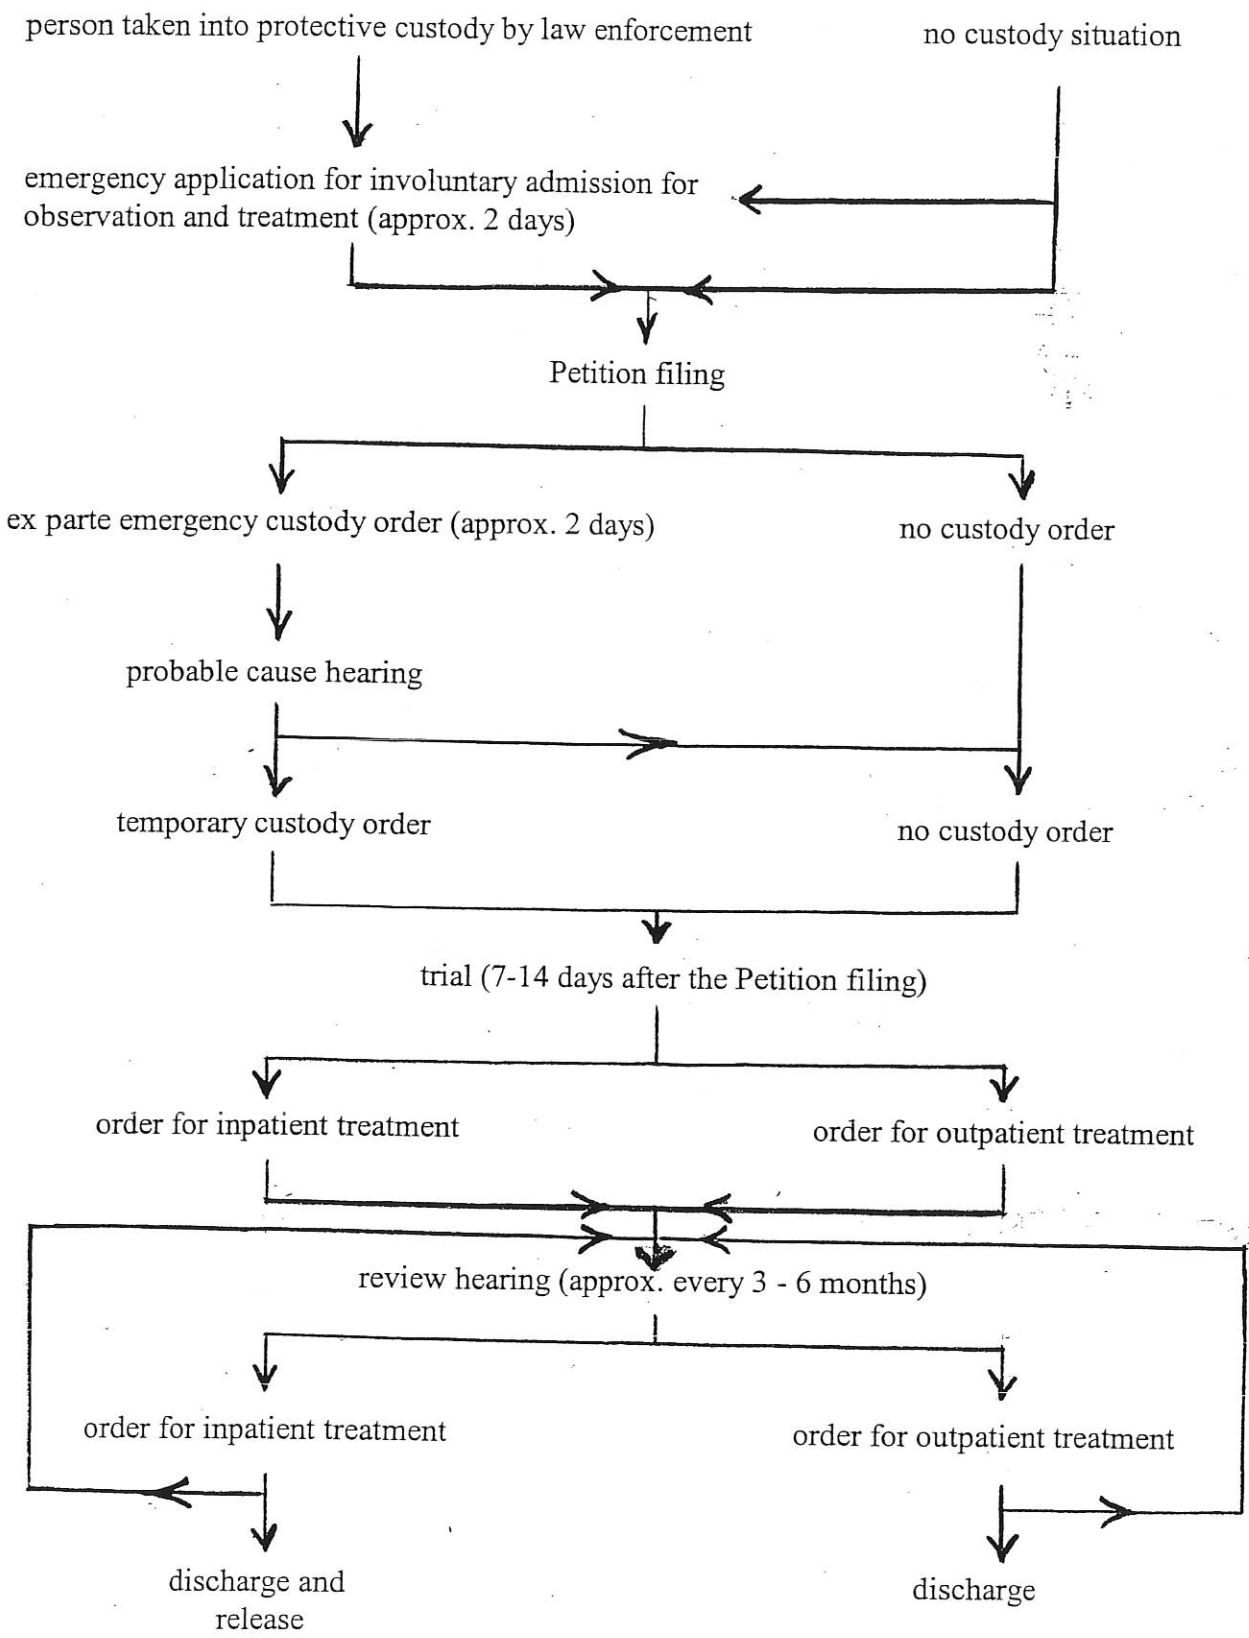 person taken into protective custody by law enforcement
no custody situation
emergency application for involuntary admission for
observation and treatment (approx. 2 days)
Petition filing
ex parte emergency custody order (approx. 2 days)
no custody order
probable cause hearing
temporary custody order
no custody order
trial (7-14 days after the Petition filing)
order for inpatient treatment
order for outpatient treatment
review hearing (approx. every 3 - 6 months)
order for inpatient treatment
order for outpatient treatment
discharge and
release
discharge